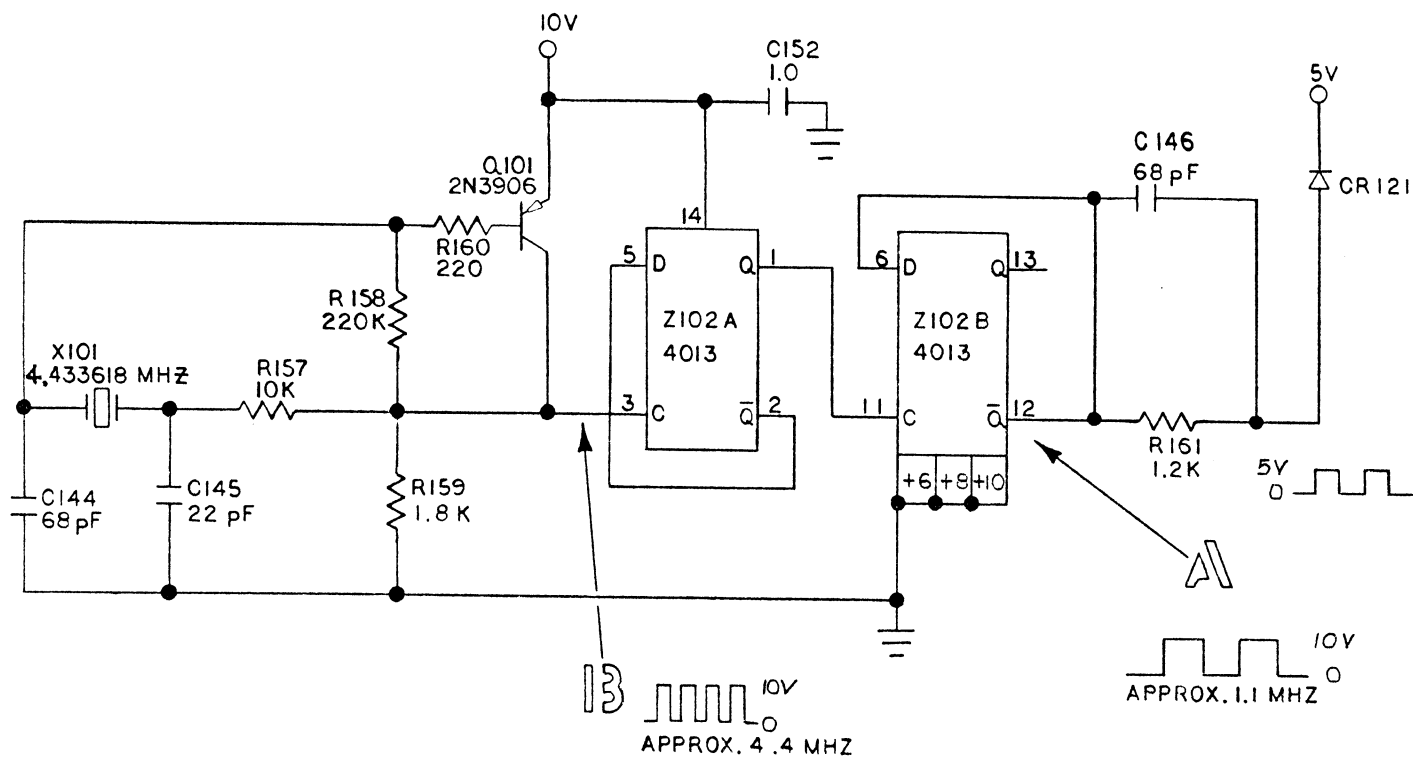 10V
C152
1.0
5V
C146
68 pF
CR121
Q101
2N3906
14
R160
220
5 D Q 1
6 D Q 13
R158
220K
Z102A
4013
Z102B
4013
X101
4.433618 MHZ
R157
10K
3 C Q̅ 2
11 C Q̅ 12
R161
1.2K
+6 +8 +10
C144
68 pF
C145
22 pF
R159
1.8 K
5V
0
A
B
10V
0
APPROX. 4.4 MHZ
10V
0
APPROX. 1.1 MHZ